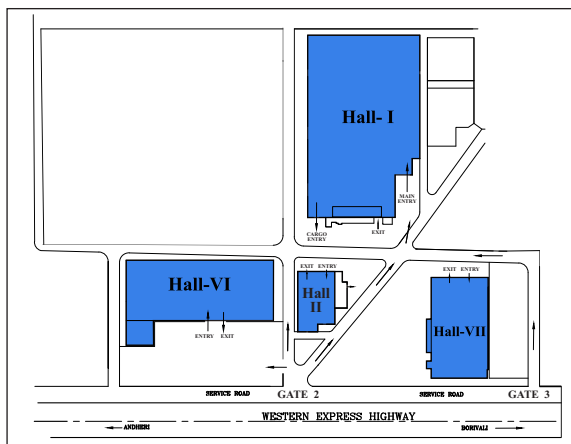 Hall- I
MAIN
ENTRY
CARGO
ENTRY
EXIT
Hall-VI
ENTRY
EXIT
EXIT
ENTRY
Hall
II
EXIT
ENTRY
Hall-VII
SERVICE ROAD
GATE 2
SERVICE ROAD
GATE 3
WESTERN EXPRESS HIGHWAY
ANDHERI
BORIVALI